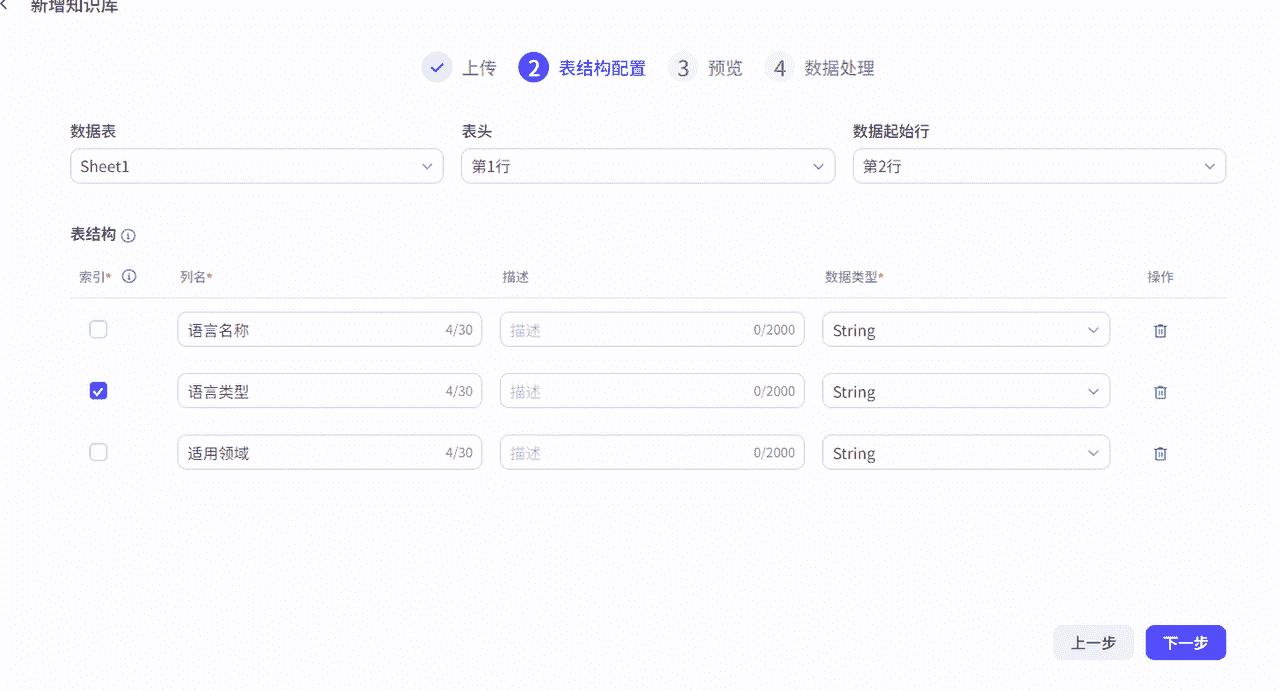 新增知识库
上传 2 表结构配置 3 预览 4 数据处理
数据表 表头 数据起始行
Sheet1 第1行 第2行
表结构
索引* 列名* 描述 数据类型* 操作
语言名称 4/30 描述 0/2000 String
语言类型 4/30 描述 0/2000 String
适用领域 4/30 描述 0/2000 String
上一步 下一步